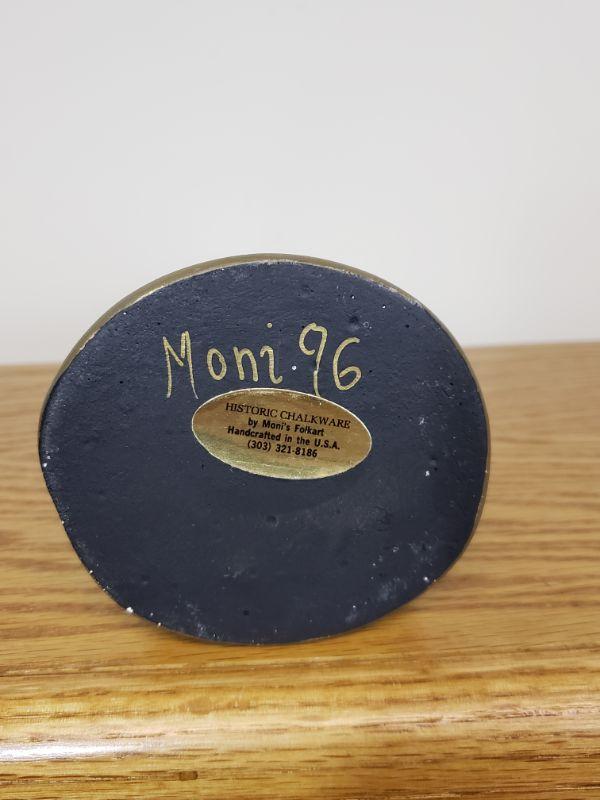 Moni 96
HISTORIC CHALKWARE
by Moni's Folkart
Handcrafted in the U.S.A.
(303) 321-8186